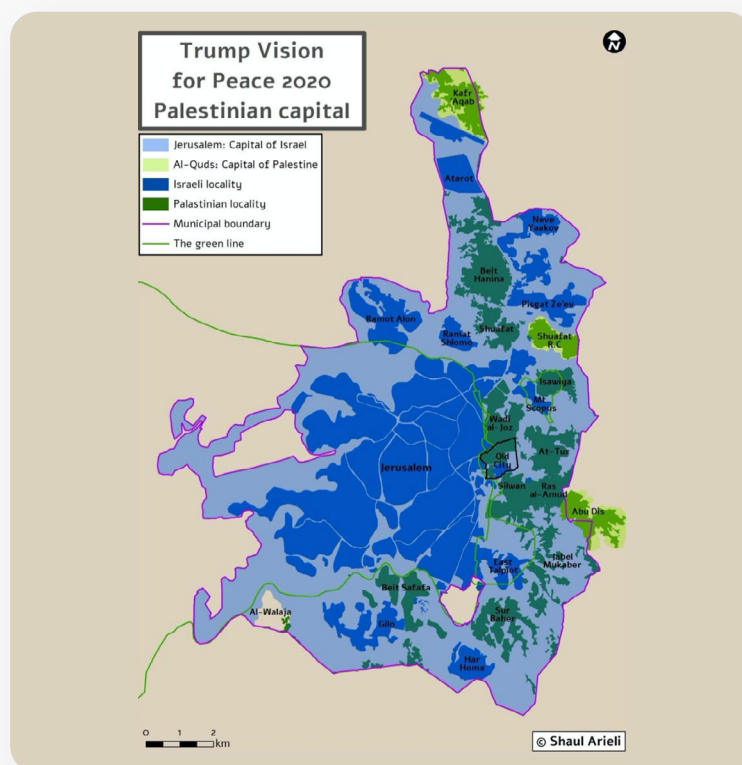 Trump Vision
for Peace 2020
Palestinian capital
N
Jerusalem: Capital of Israel
Al-Quds: Capital of Palestine
Israeli locality
Palastinian locality
Municipal boundary
The green line
Kafr
Aqab
Atarot
Neve
Yaakov
Beit
Hanina
Pisgat Ze'ev
Ramot Alon
Ramat
Shlomo
Shuafat
Shuafat
R.C
Isawiya
Mt
Scopus
Wadi
al-Joz
At-Tur
Old
City
Jerusalem
Silwan
Ras
al-Amud
Abu Dis
East
Talpiot
Jabel
Mukaber
Beit Safafa
Al-Walaja
Gilo
Sur
Baher
Har
Homa
0 1 2
km
© Shaul Arieli